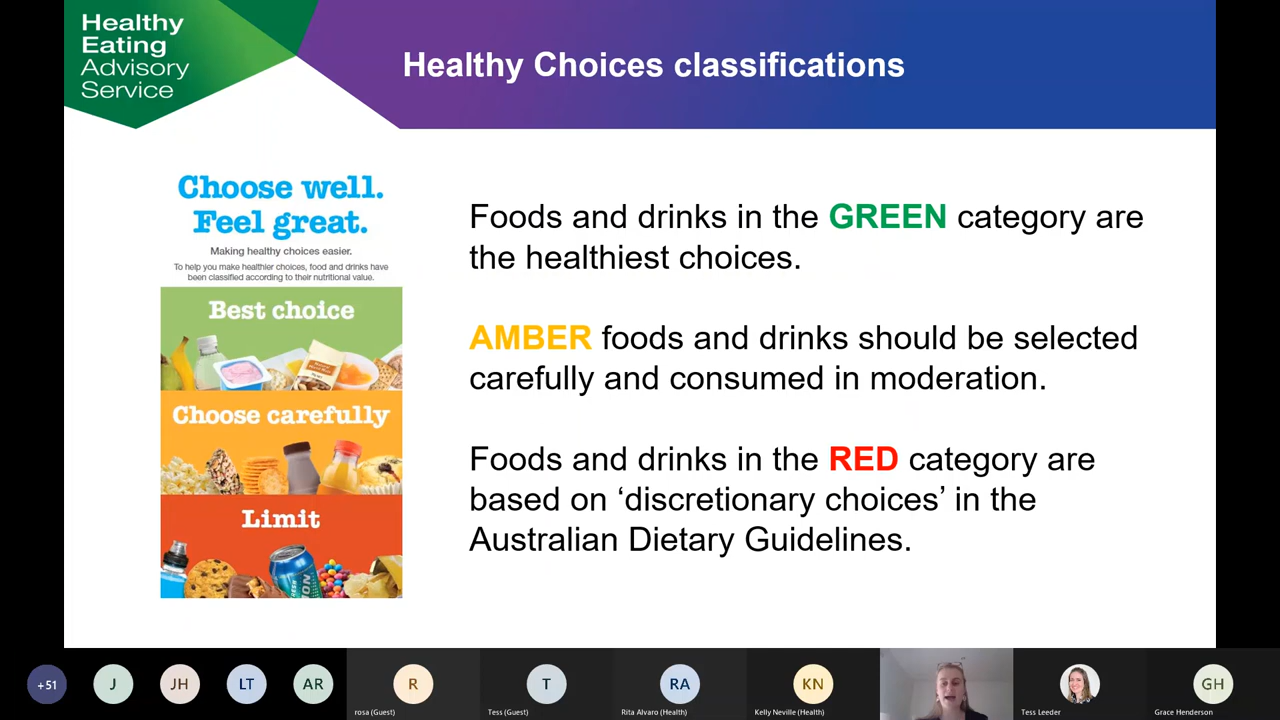 Healthy
Eating
Advisory
Service
Healthy Choices classifications
Choose well.
Feel great.
Making healthy choices easier.
To help you make healthier choices, food and drinks have
been classified according to their nutritional value.
Best choice
Choose carefully
Limit
Foods and drinks in the GREEN category are
the healthiest choices.
AMBER foods and drinks should be selected
carefully and consumed in moderation.
Foods and drinks in the RED category are
based on ‘discretionary choices’ in the
Australian Dietary Guidelines.
+51
J
JH
LT
AR
R
rosa (Guest)
T
Tess (Guest)
RA
Rita Alvaro (Health)
KN
Kelly Neville (Health)
Tess Leeder
GH
Grace Henderson